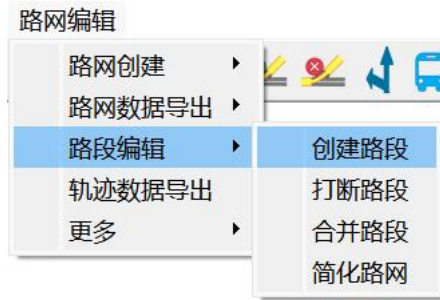 路网编辑
路网创建
路网数据导出
路段编辑
轨迹数据导出
更多
创建路段
打断路段
合并路段
简化路网